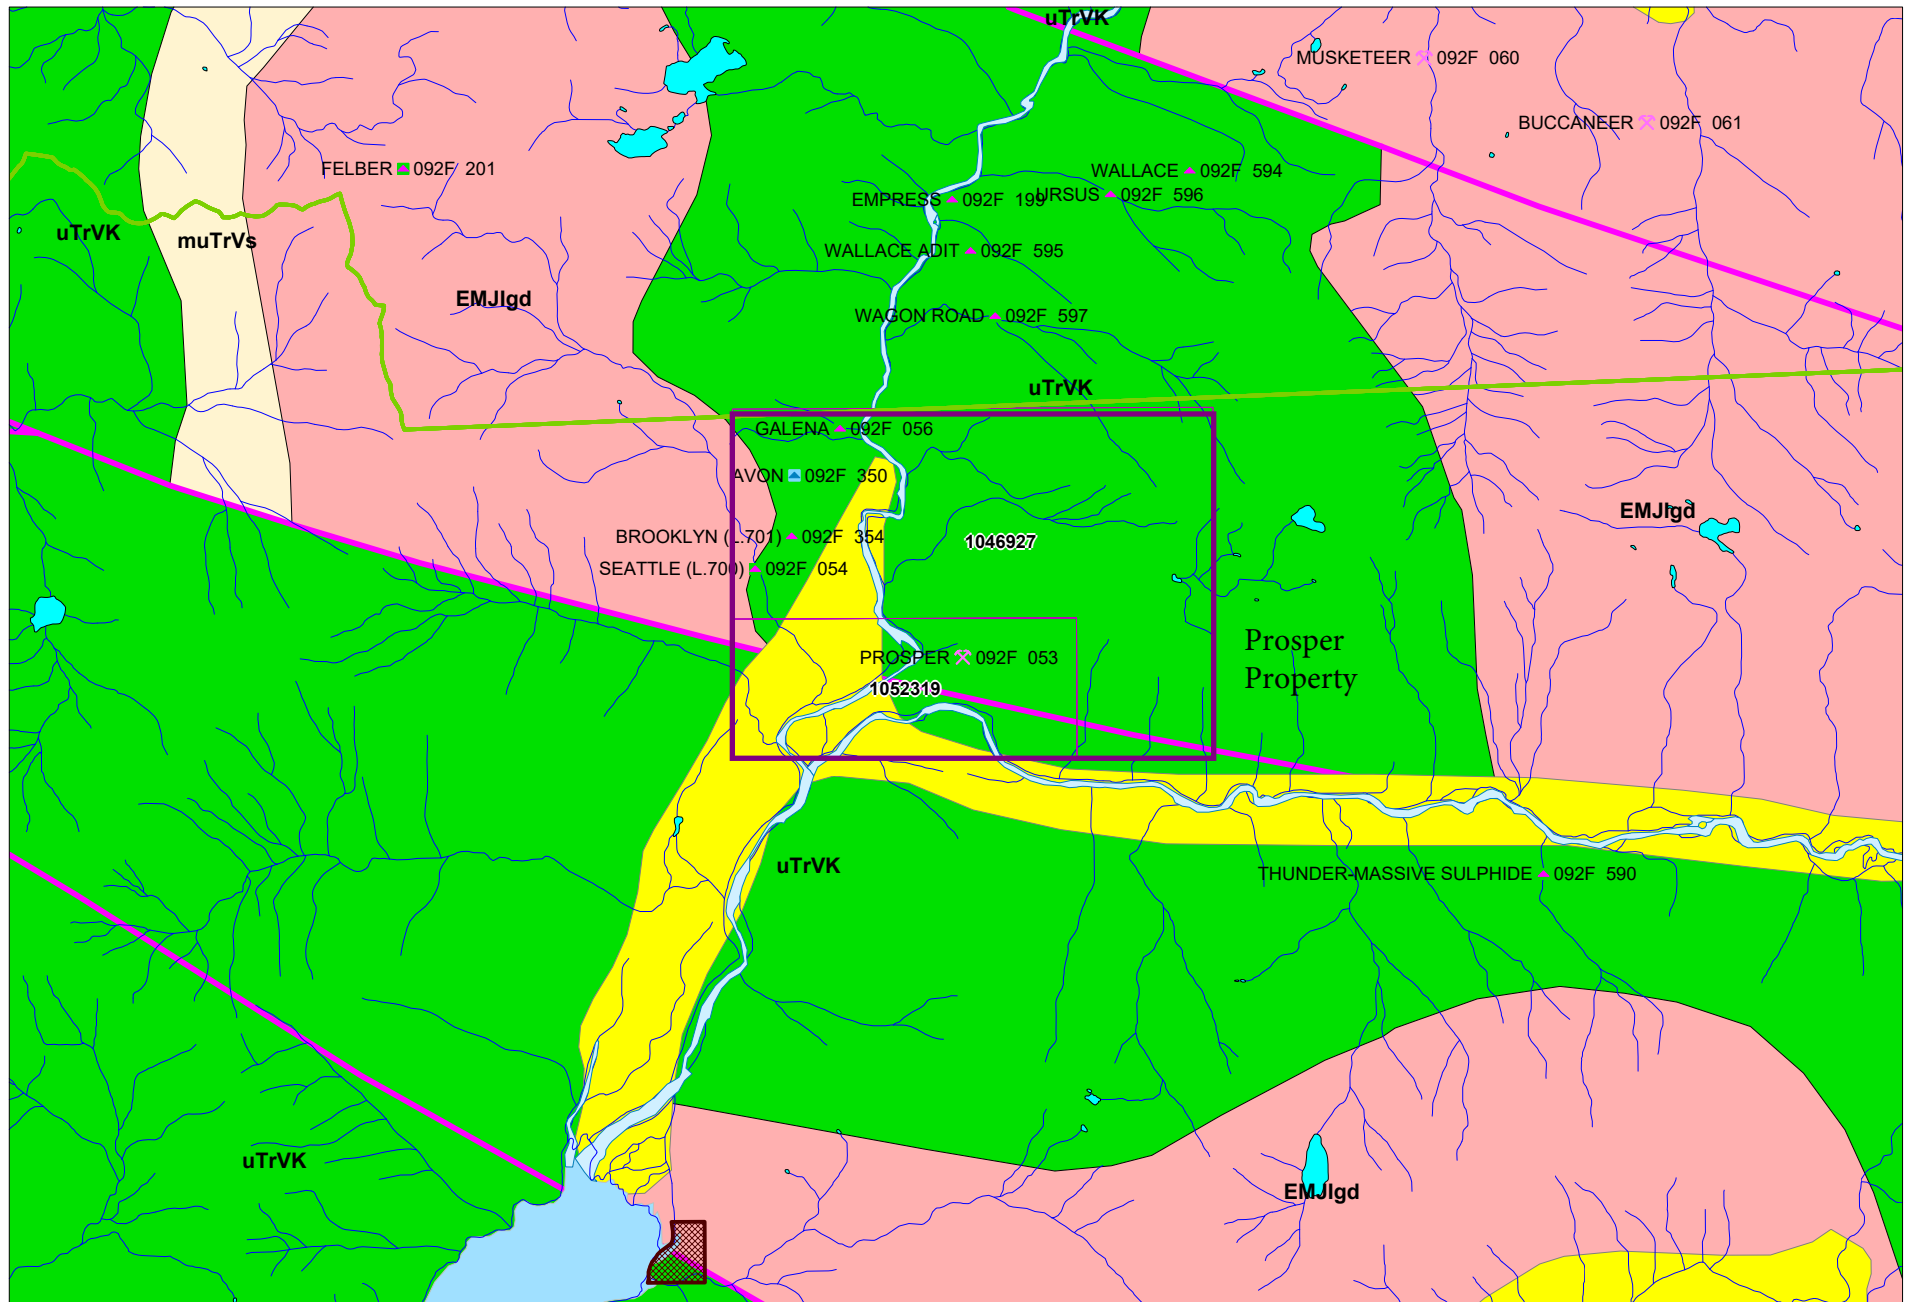 uTrVK
MUSKETEER 092F 060
BUCCANEER 092F 061
FELBER 092F 201
WALLACE 092F 594
EMPRESS 092F 199
URSUS 092F 596
uTrVK
muTrVs
WALLACE ADIT 092F 595
EMJIgd
WAGON ROAD 092F 597
uTrVK
GALENA 092F 056
AVON 092F 350
EMJIgd
BROOKLYN (L.701) 092F 354
1046927
SEATTLE (L.700) 092F 054
Prosper
Property
PROSPER 092F 053
1052319
uTrVK
THUNDER-MASSIVE SULPHIDE 092F 590
uTrVK
EMJIgd